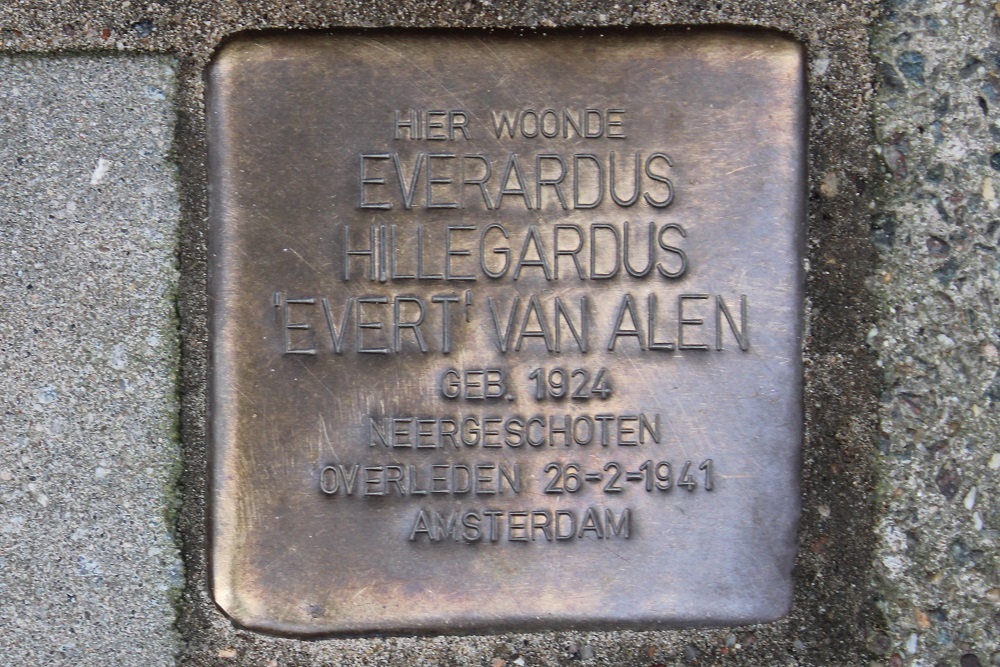 HIER WOONDE
EVERARDUS
HILLEGARDUS
'EVERT' VAN ALEN
GEB. 1924
NEERGESCHOTEN
OVERLEDEN 26-2-1941
AMSTERDAM